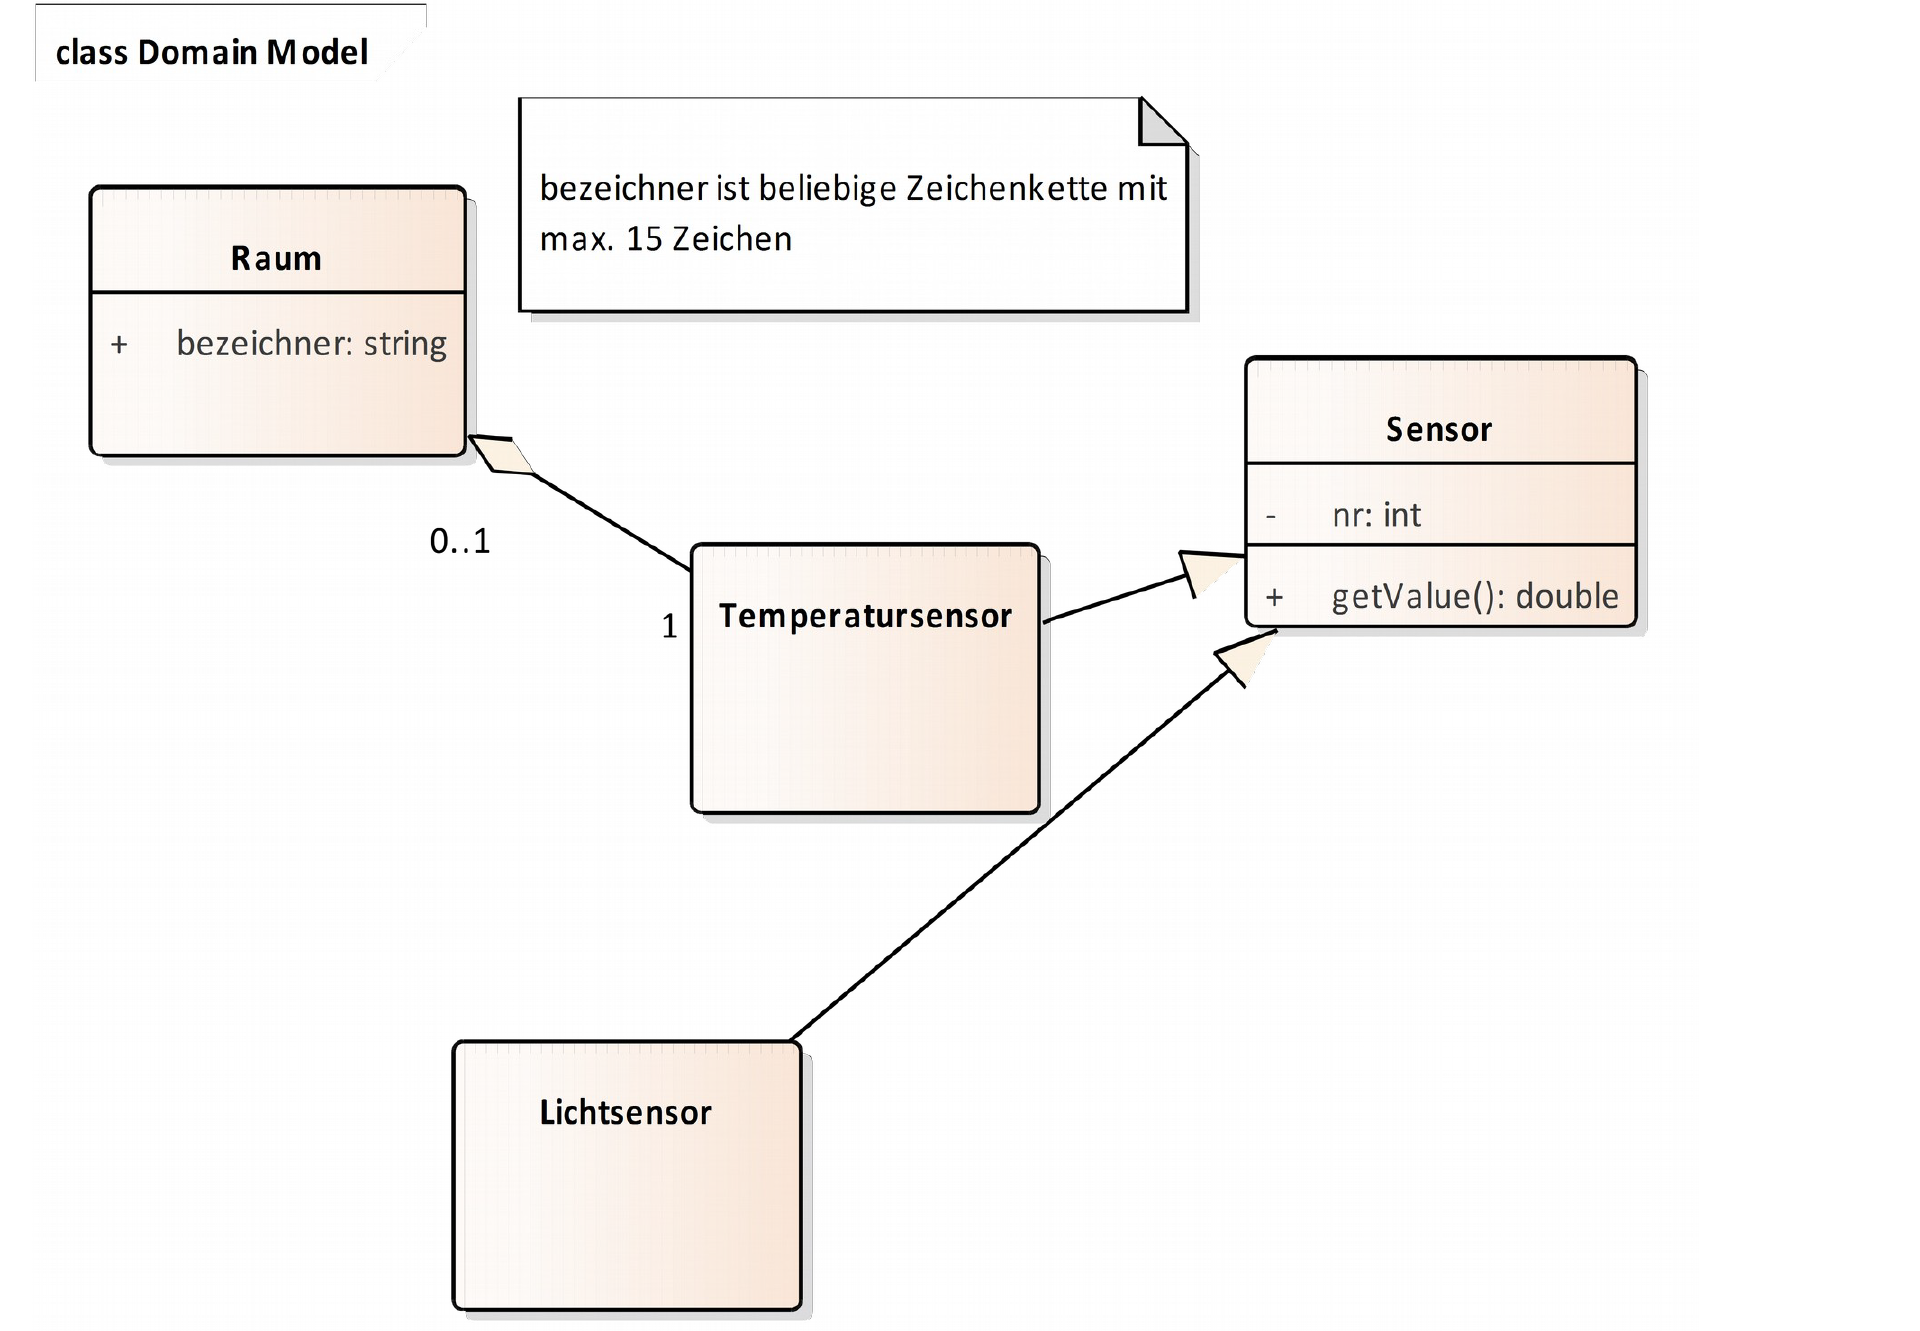 class Domain Model
bezeichner ist beliebige Zeichenkette mit
max. 15 Zeichen
Raum
+ bezeichner: string
Sensor
- nr: int
+ getValue(): double
0..1
1
Temperatursensor
Lichtsensor